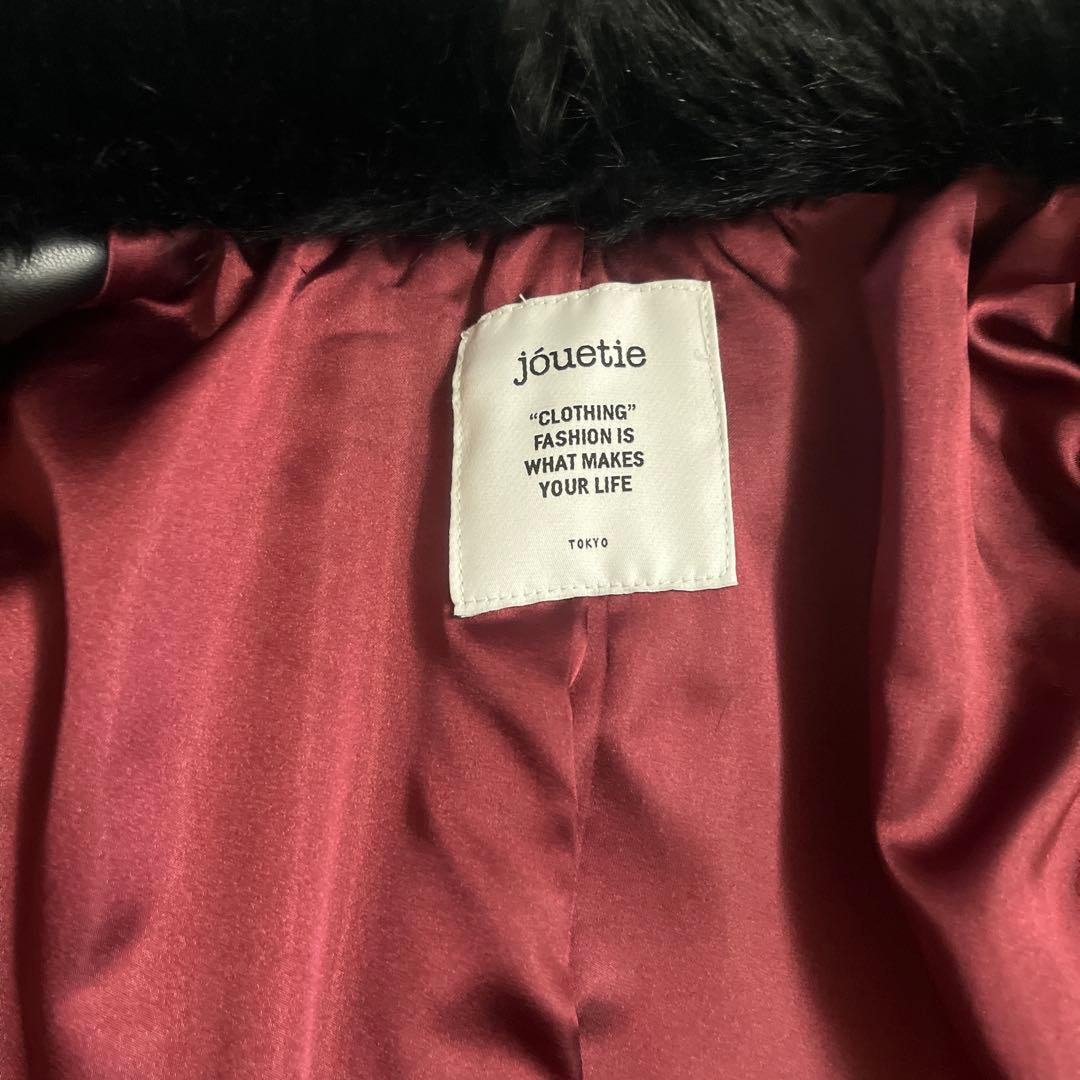 jóuetie
“CLOTHING”
FASHION IS
WHAT MAKES
YOUR LIFE
TOKYO